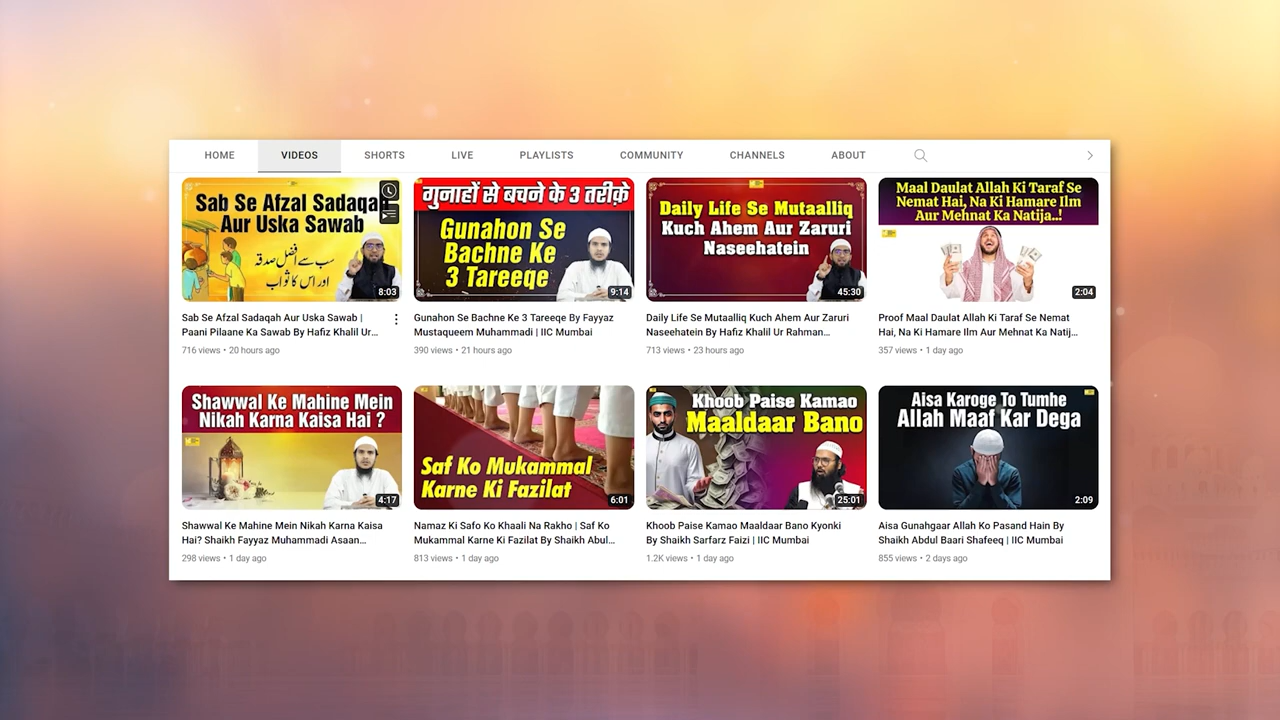 HOME VIDEOS SHORTS LIVE PLAYLISTS COMMUNITY CHANNELS ABOUT
Sab Se Afzal Sadaqah
Aur Uska Sawab
سب سے افضل صدقہ
اور اس کا ثواب
8:03
Sab Se Afzal Sadaqah Aur Uska Sawab |
Paani Pilaane Ka Sawab By Hafiz Khalil Ur...
716 views • 20 hours ago
गुनाहों से बचने के 3 तरीक़े
Gunahon Se
Bachne Ke
3 Tareeqe
9:14
Gunahon Se Bachne Ke 3 Tareeqe By Fayyaz
Mustaqueem Muhammadi | IIC Mumbai
390 views • 21 hours ago
Daily Life Se Mutaalliq
Kuch Ahem Aur Zaruri
Naseehatein
45:30
Daily Life Se Mutaalliq Kuch Ahem Aur Zaruri
Naseehatein By Hafiz Khalil Ur Rahman...
713 views • 23 hours ago
Maal Daulat Allah Ki Taraf Se
Nemat Hai, Na Ki Hamare Ilm
Aur Mehnat Ka Natija..!
2:04
Proof Maal Daulat Allah Ki Taraf Se Nemat
Hai, Na Ki Hamare Ilm Aur Mehnat Ka Natij...
357 views • 1 day ago
Shawwal Ke Mahine Mein
Nikah Karna Kaisa Hai ?
4:17
Shawwal Ke Mahine Mein Nikah Karna Kaisa
Hai? Shaikh Fayyaz Muhammadi Asaan...
298 views • 1 day ago
Saf Ko Mukammal
Karne Ki Fazilat
6:01
Namaz Ki Safo Ko Khaali Na Rakho | Saf Ko
Mukammal Karne Ki Fazilat By Shaikh Abul...
813 views • 1 day ago
Khoob Paise Kamao
Maaldaar Bano
25:01
Khoob Paise Kamao Maaldaar Bano Kyonki
By Shaikh Sarfarz Faizi | IIC Mumbai
1.2K views • 1 day ago
Aisa Karoge To Tumhe
Allah Maaf Kar Dega
2:09
Aisa Gunahgaar Allah Ko Pasand Hain By
Shaikh Abdul Baari Shafeeq | IIC Mumbai
855 views • 2 days ago